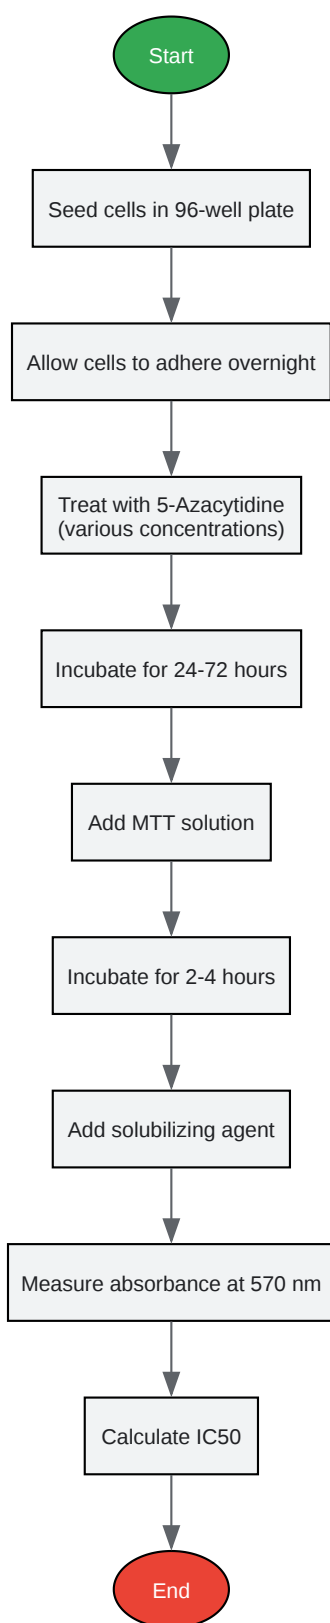 Start
Seed cells in 96-well plate
Allow cells to adhere overnight
Treat with 5-Azacytidine
(various concentrations)
Incubate for 24-72 hours
Add MTT solution
Incubate for 2-4 hours
Add solubilizing agent
Measure absorbance at 570 nm
Calculate IC50
End